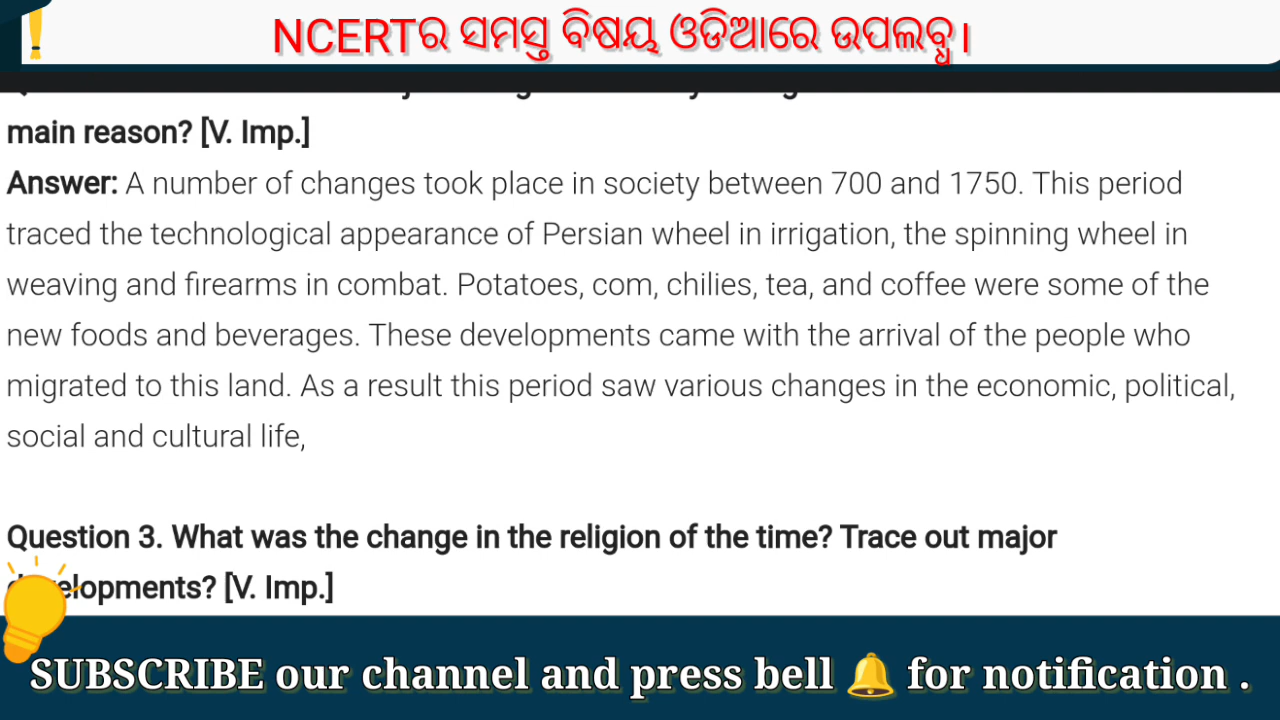 NCERTର ସମସ୍ତ ବିଷୟ ଓଡିଆରେ ଉପଲବ୍ଧ।
main reason? [V. Imp.]
Answer: A number of changes took place in society between 700 and 1750. This period
traced the technological appearance of Persian wheel in irrigation, the spinning wheel in
weaving and firearms in combat. Potatoes, com, chilies, tea, and coffee were some of the
new foods and beverages. These developments came with the arrival of the people who
migrated to this land. As a result this period saw various changes in the economic, political,
social and cultural life,
Question 3. What was the change in the religion of the time? Trace out major
developments? [V. Imp.]
SUBSCRIBE our channel and press bell 🔔 for notification .